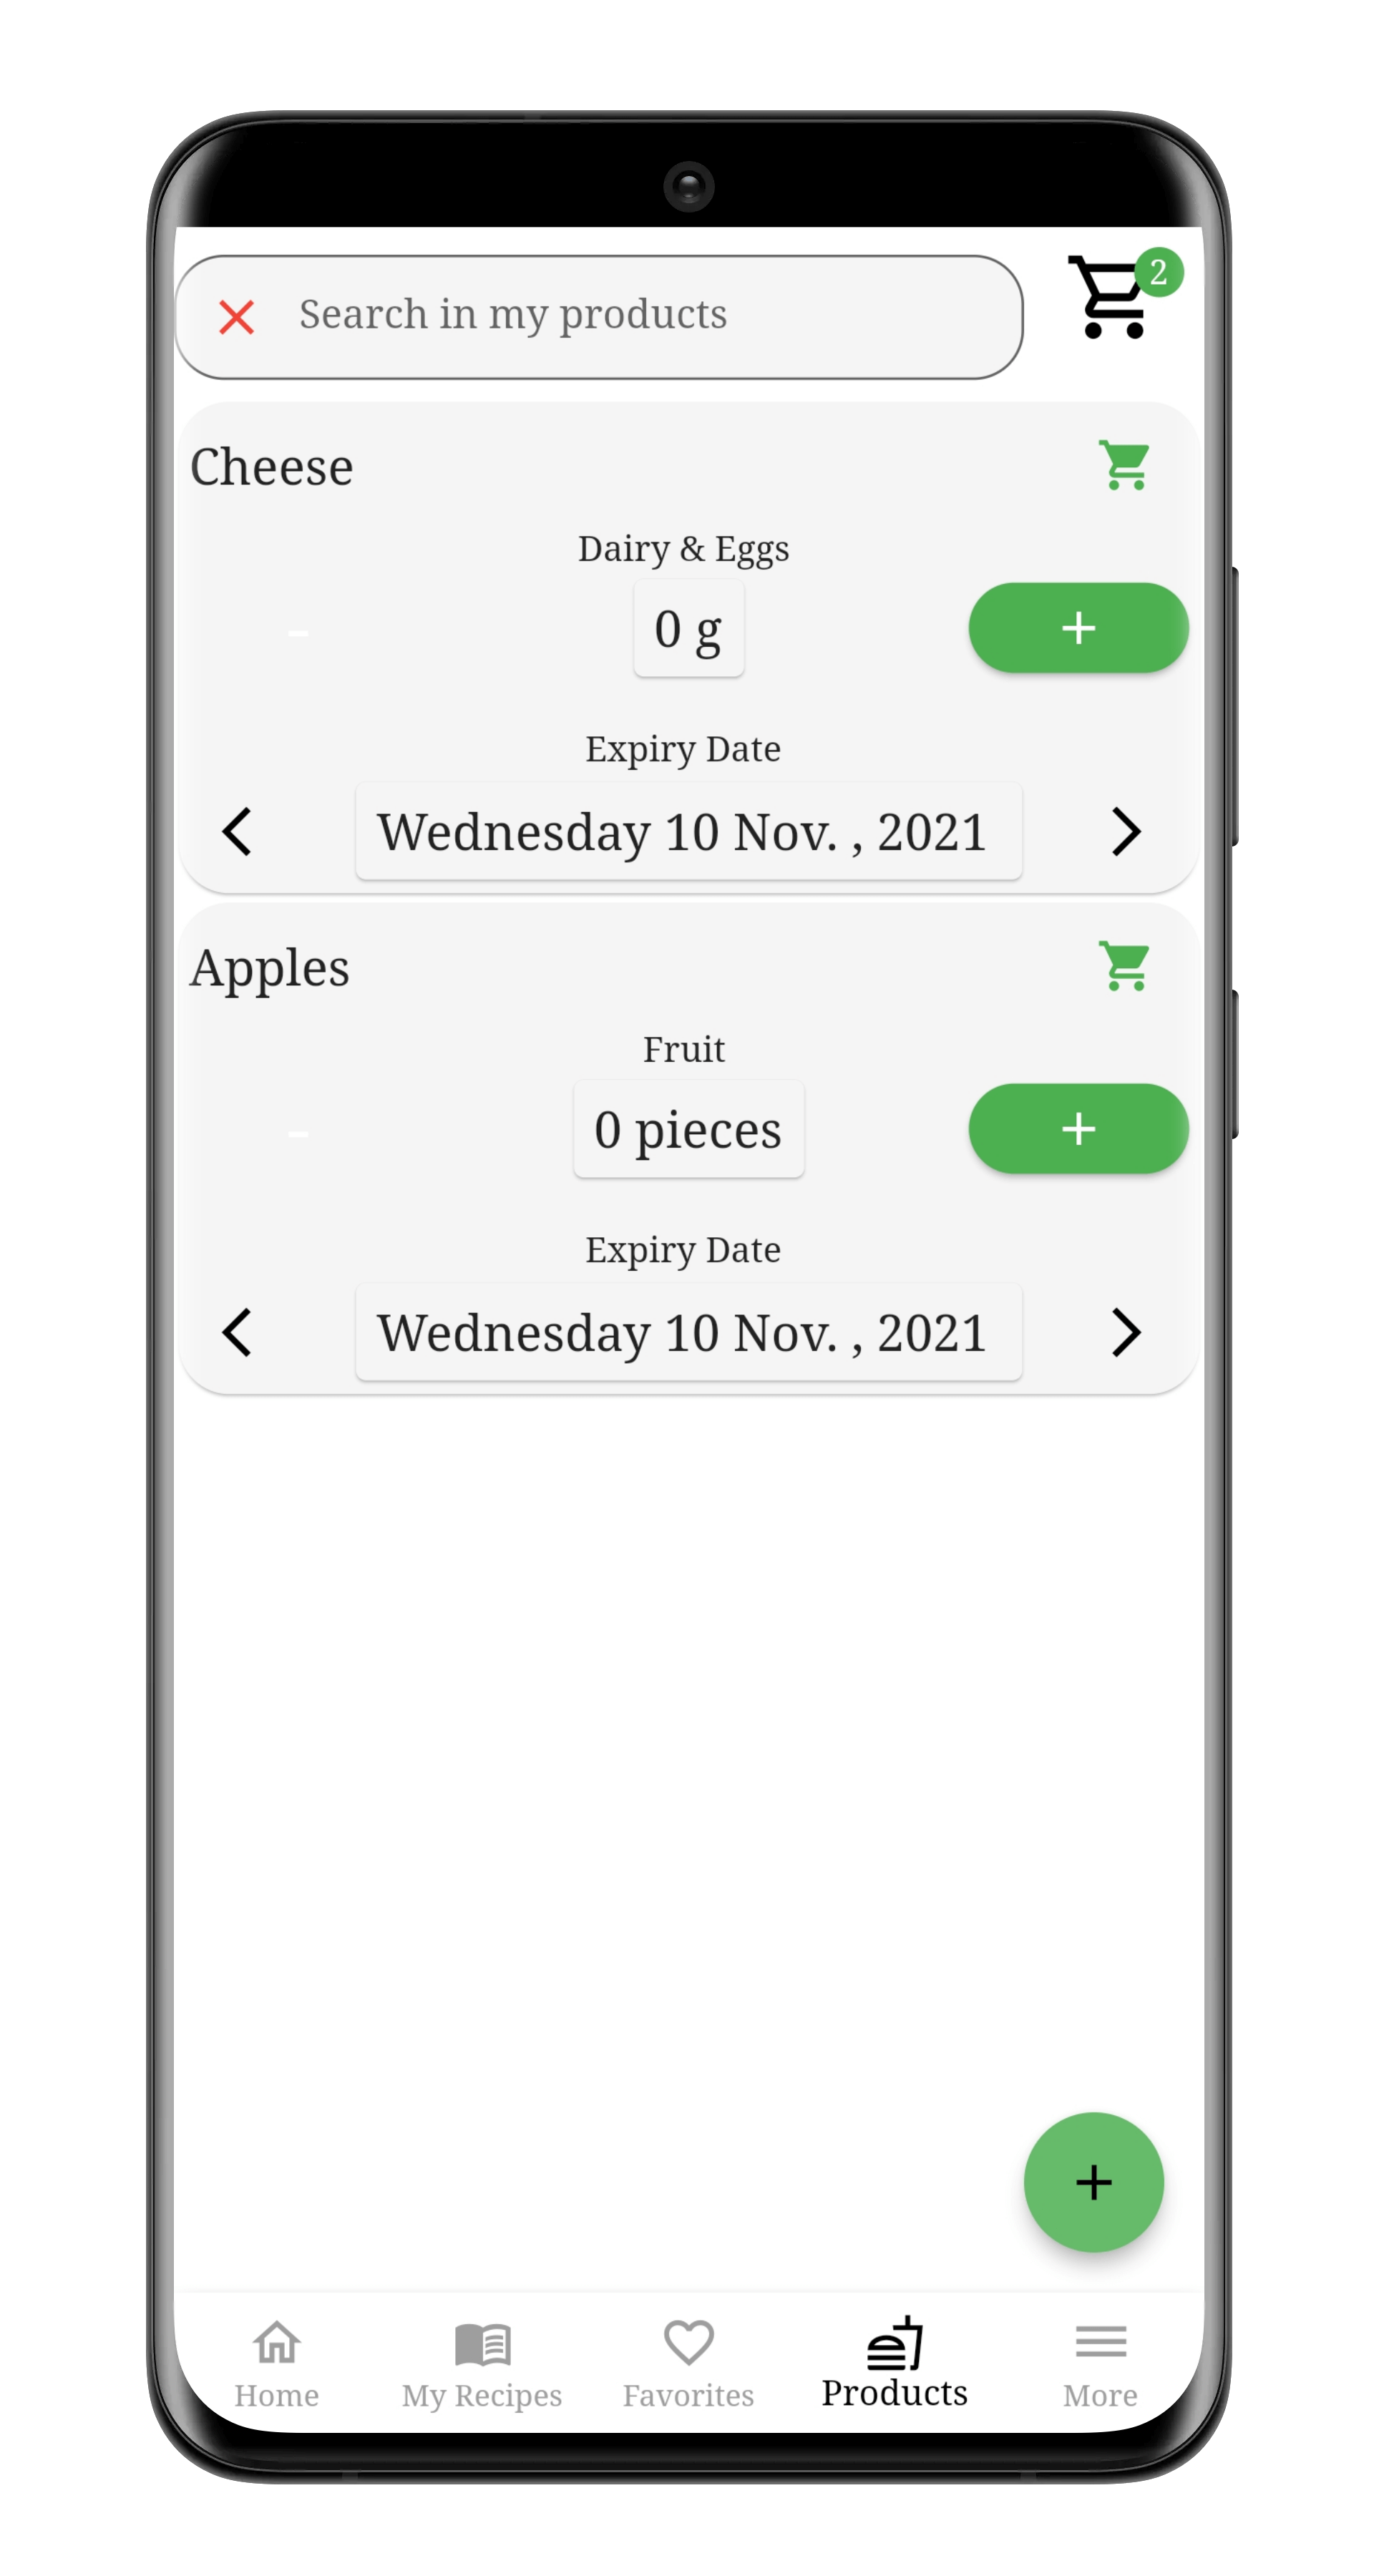 Search in my products
2
Cheese
Dairy & Eggs
-
0 g
+
Expiry Date
Wednesday 10 Nov. , 2021
Apples
Fruit
-
0 pieces
+
Expiry Date
Wednesday 10 Nov. , 2021
+
Home
My Recipes
Favorites
Products
More